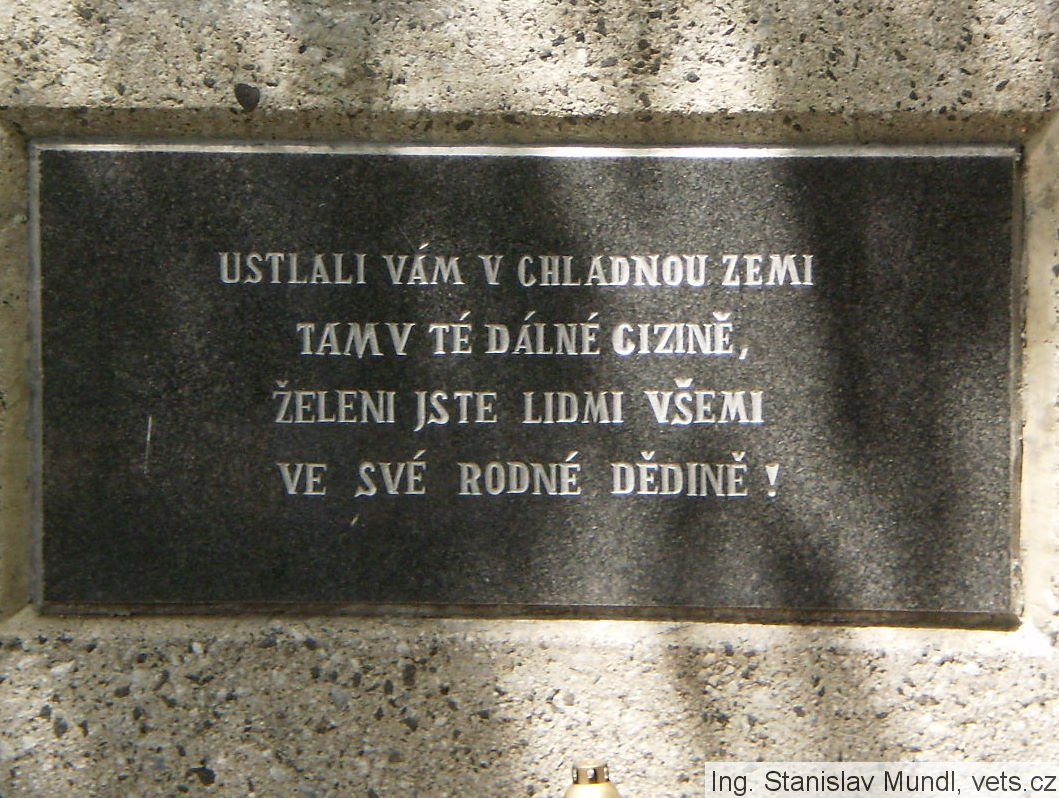 USTLALI VÁM V CHLADNOU ZEMI
TAMV TÉ DÁLNÉ CIZINĚ,
ŽELENI JSTE LIDMI VŠEMI
VE SVÉ RODNÉ DĚDINĚ!
Ing. Stanislav Mundl, vets.cz